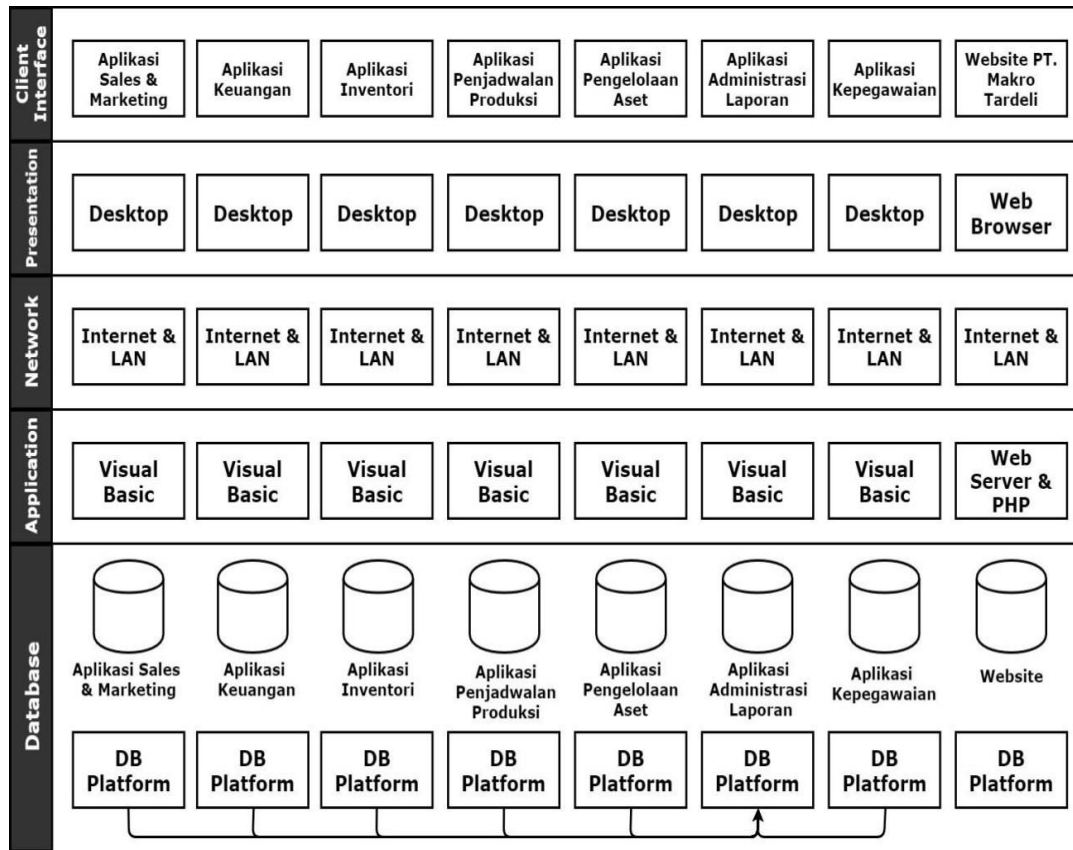 Client
Interface
Aplikasi
Sales &
Marketing
Aplikasi
Keuangan
Aplikasi
Inventori
Aplikasi
Penjadwalan
Produksi
Aplikasi
Pengelolaan
Aset
Aplikasi
Administrasi
Laporan
Aplikasi
Kepegawaian
Website PT.
Makro
Tardeli
Presentation
Desktop
Desktop
Desktop
Desktop
Desktop
Desktop
Desktop
Web
Browser
Network
Internet &
LAN
Internet &
LAN
Internet &
LAN
Internet &
LAN
Internet &
LAN
Internet &
LAN
Internet &
LAN
Internet &
LAN
Application
Visual
Basic
Visual
Basic
Visual
Basic
Visual
Basic
Visual
Basic
Visual
Basic
Visual
Basic
Web
Server &
PHP
Database
Aplikasi Sales
& Marketing
Aplikasi
Keuangan
Aplikasi
Inventori
Aplikasi
Penjadwalan
Produksi
Aplikasi
Pengelolaan
Aset
Aplikasi
Administrasi
Laporan
Aplikasi
Kepegawaian
Website
DB
Platform
DB
Platform
DB
Platform
DB
Platform
DB
Platform
DB
Platform
DB
Platform
DB
Platform